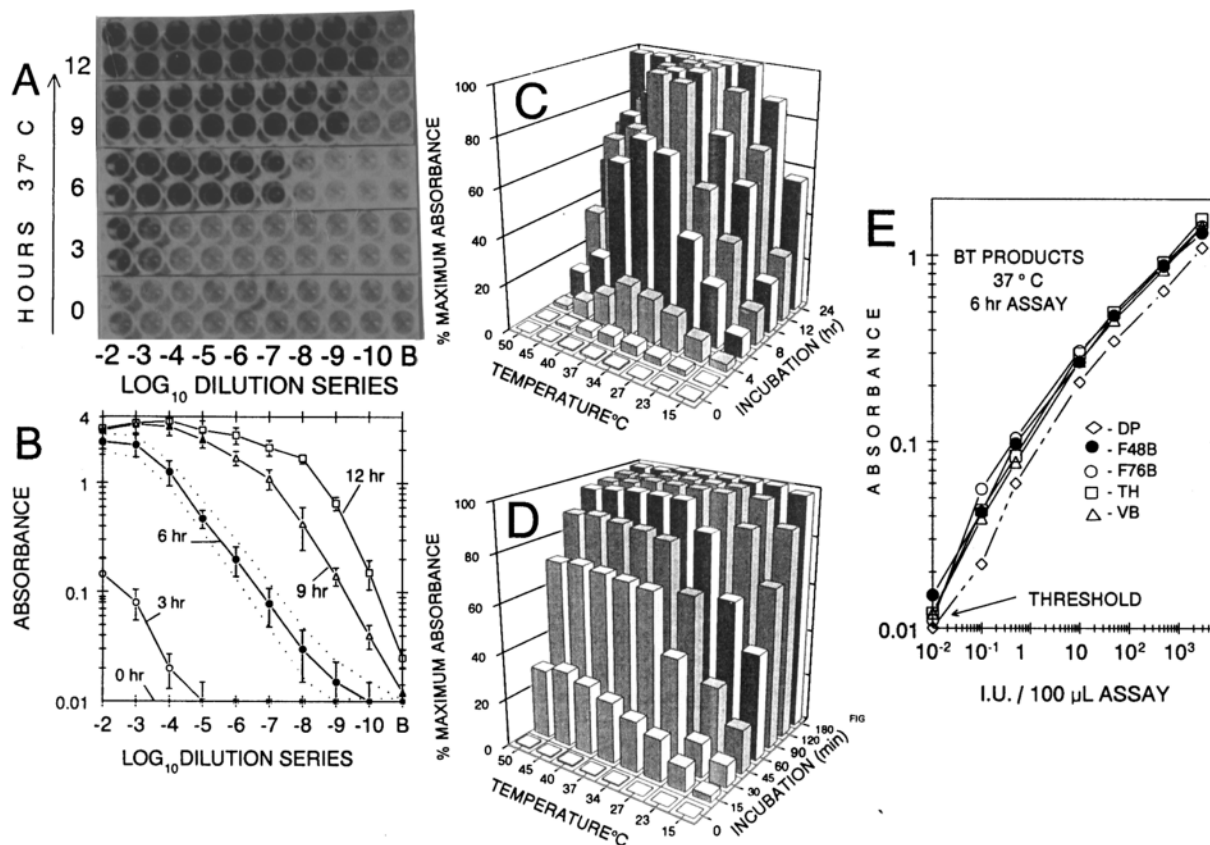 A
HOURS 37° C
12
9
6
3
0
-2 -3 -4 -5 -6 -7 -8 -9 -10 B
LOG10 DILUTION SERIES
B
ABSORBANCE
4
1
0.1
0.01
12 hr
6 hr
9 hr
3 hr
0 hr
-2 -3 -4 -5 -6 -7 -8 -9 -10 B
LOG10 DILUTION SERIES
C
% MAXIMUM ABSORBANCE
100
80
60
40
20
0
50 45 40 37 34 27 23 15
TEMPERATURE°C
0 4 8 12 24
INCUBATION (hr)
D
% MAXIMUM ABSORBANCE
100
80
60
40
20
0
50 45 40 37 34 27 23 15
TEMPERATURE°C
0 15 30 45 60 90 120 180
INCUBATION (min)
FIG
E
BT PRODUCTS
37 ° C
6 hr ASSAY
ABSORBANCE
1
0.1
0.01
◇ - DP
● - F48B
○ - F76B
□ - TH
△ - VB
THRESHOLD
10-2 10-1 1 10 102 103
I.U. / 100 µL ASSAY